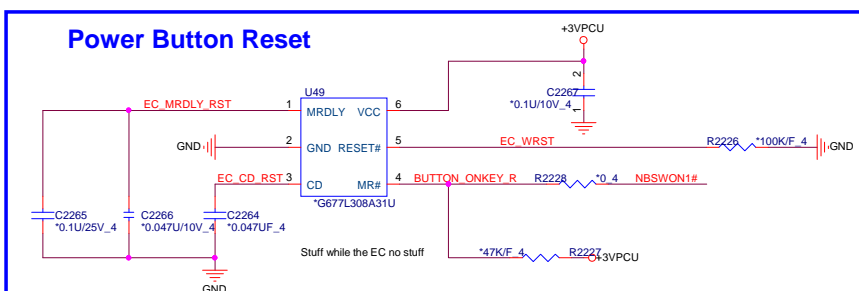 Power Button Reset
+3VPCU
U49
C2267
*0.1U/10V_4
2
1
EC_MRDLY_RST
1
MRDLY
VCC
6
GND
2
GND
RESET#
5
EC_WRST
R2226
*100K/F_4
GND
EC_CD_RST
3
CD
MR#
4
BUTTON_ONKEY_R
R2228
*0_4
NBSWON1#
*G677L308A31U
C2265
*0.1U/25V_4
C2266
*0.047U/10V_4
C2264
*0.047UF_4
Stuff while the EC no stuff
*47K/F_4
R2227
+3VPCU
GND